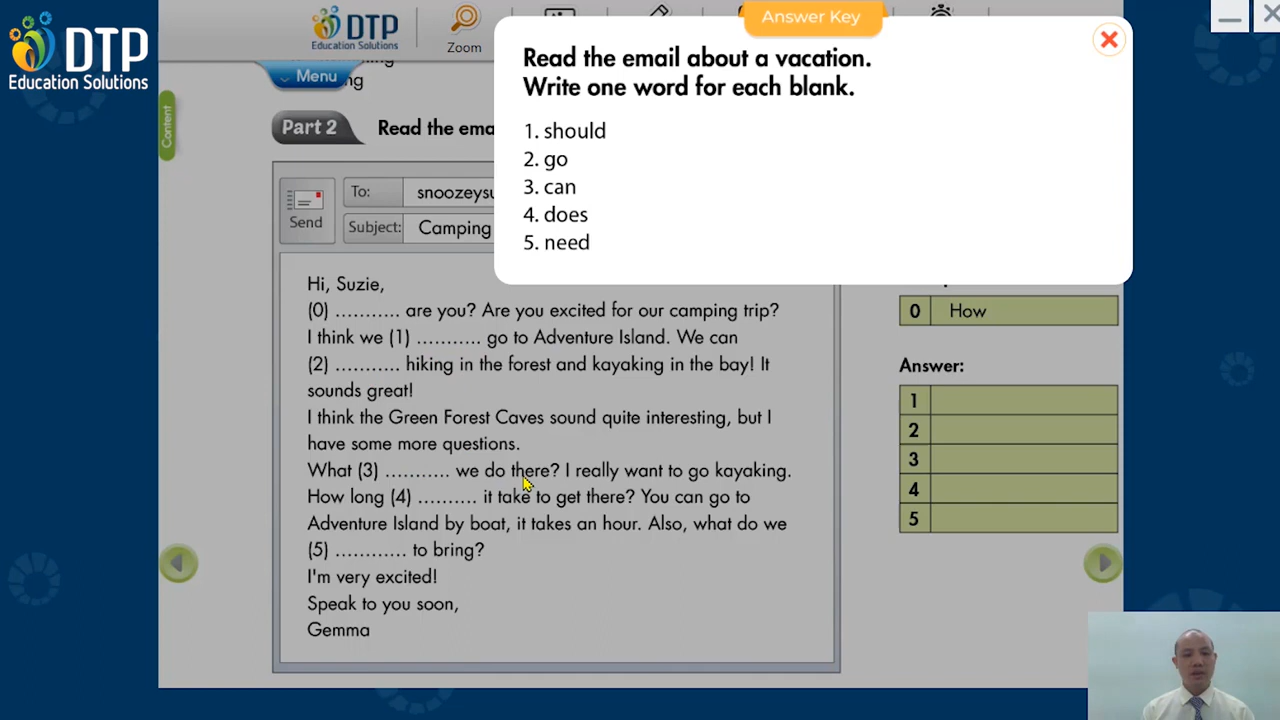 DTP
Education Solutions
DTP
Education Solutions
Zoom
Menu
ng
Content
Answer Key
Read the email about a vacation.
Write one word for each blank.
1. should
2. go
3. can
4. does
5. need
Part 2
Read the ema
Send
To:
snoozeysu
Subject:
Camping
Hi, Suzie,
(0) ........... are you? Are you excited for our camping trip?
I think we (1) ........... go to Adventure Island. We can
(2) ........... hiking in the forest and kayaking in the bay! It
sounds great!
I think the Green Forest Caves sound quite interesting, but I
have some more questions.
What (3) ........... we do there? I really want to go kayaking.
How long (4) .......... it take to get there? You can go to
Adventure Island by boat, it takes an hour. Also, what do we
(5) ............ to bring?
I'm very excited!
Speak to you soon,
Gemma
0 How
Answer:
1
2
3
4
5